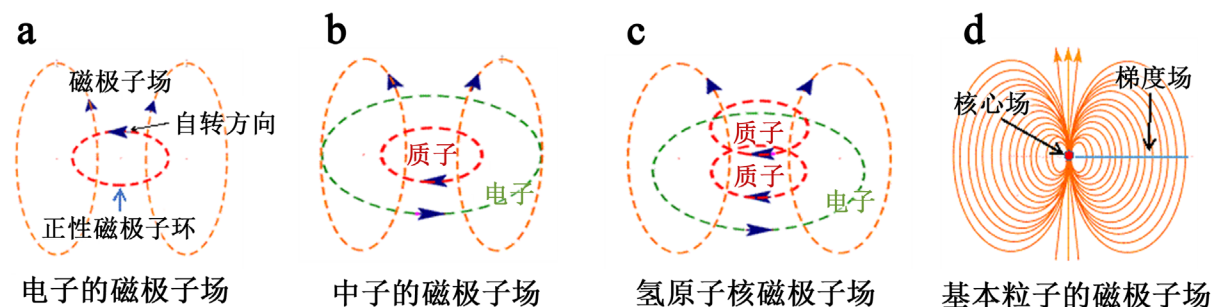 a
磁极子场
自转方向
正性磁极子环
电子的磁极子场
b
质子
电子
中子的磁极子场
c
质子
质子
电子
氢原子核磁极子场
d
核心场
梯度场
基本粒子的磁极子场